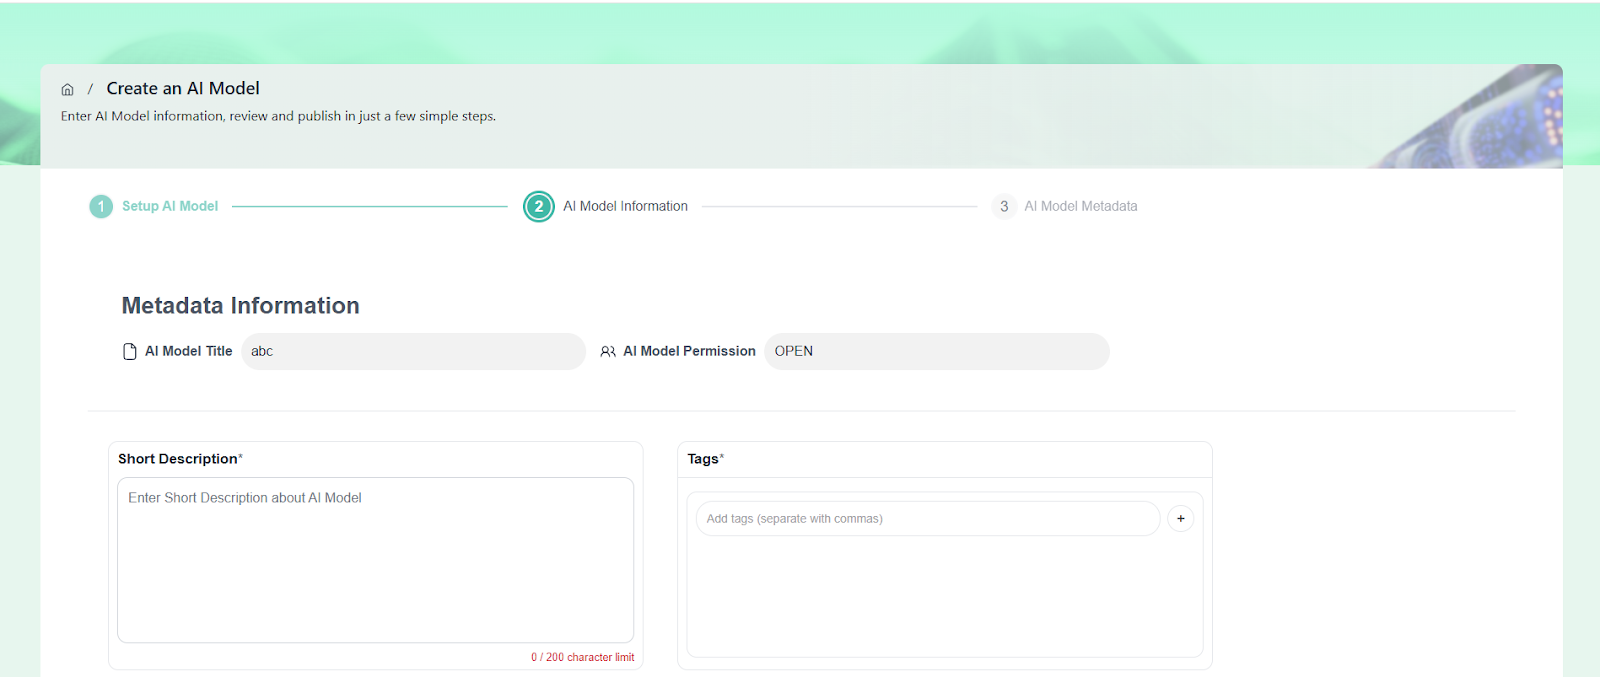 / Create an AI Model
Enter AI Model information, review and publish in just a few simple steps.
1 Setup AI Model 2 AI Model Information 3 AI Model Metadata
Metadata Information
AI Model Title abc AI Model Permission OPEN
Short Description* Tags*
Enter Short Description about AI Model
Add tags (separate with commas) +
0 / 200 character limit